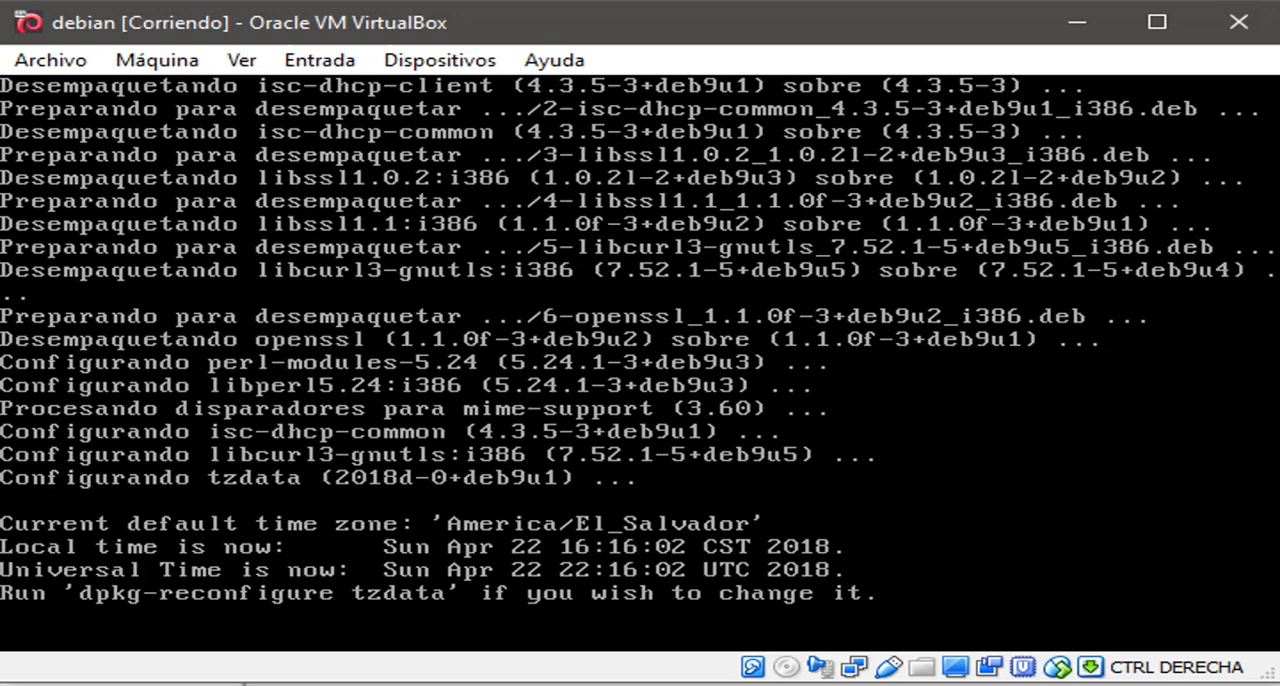 debian [Corriendo] - Oracle VM VirtualBox
Archivo Máquina Ver Entrada Dispositivos Ayuda
Desempaquetando isc-dhcp-client (4.3.5-3+deb9u1) sobre (4.3.5-3) ...
Preparando para desempaquetar .../2-isc-dhcp-common_4.3.5-3+deb9u1_i386.deb ...
Desempaquetando isc-dhcp-common (4.3.5-3+deb9u1) sobre (4.3.5-3) ...
Preparando para desempaquetar .../3-libssl1.0.2_1.0.2l-2+deb9u3_i386.deb ...
Desempaquetando libssl1.0.2:i386 (1.0.2l-2+deb9u3) sobre (1.0.2l-2+deb9u2) ...
Preparando para desempaquetar .../4-libssl1.1_1.1.0f-3+deb9u2_i386.deb ...
Desempaquetando libssl1.1:i386 (1.1.0f-3+deb9u2) sobre (1.1.0f-3+deb9u1) ...
Preparando para desempaquetar .../5-libcurl3-gnutls_7.52.1-5+deb9u5_i386.deb ...
Desempaquetando libcurl3-gnutls:i386 (7.52.1-5+deb9u5) sobre (7.52.1-5+deb9u4) .
..
Preparando para desempaquetar .../6-openssl_1.1.0f-3+deb9u2_i386.deb ...
Desempaquetando openssl (1.1.0f-3+deb9u2) sobre (1.1.0f-3+deb9u1) ...
Configurando perl-modules-5.24 (5.24.1-3+deb9u3) ...
Configurando libperl5.24:i386 (5.24.1-3+deb9u3) ...
Procesando disparadores para mime-support (3.60) ...
Configurando isc-dhcp-common (4.3.5-3+deb9u1) ...
Configurando libcurl3-gnutls:i386 (7.52.1-5+deb9u5) ...
Configurando tzdata (2018d-0+deb9u1) ...
Current default time zone: 'America/El_Salvador'
Local time is now:      Sun Apr 22 16:16:02 CST 2018.
Universal Time is now:  Sun Apr 22 22:16:02 UTC 2018.
Run 'dpkg-reconfigure tzdata' if you wish to change it.
CTRL DERECHA